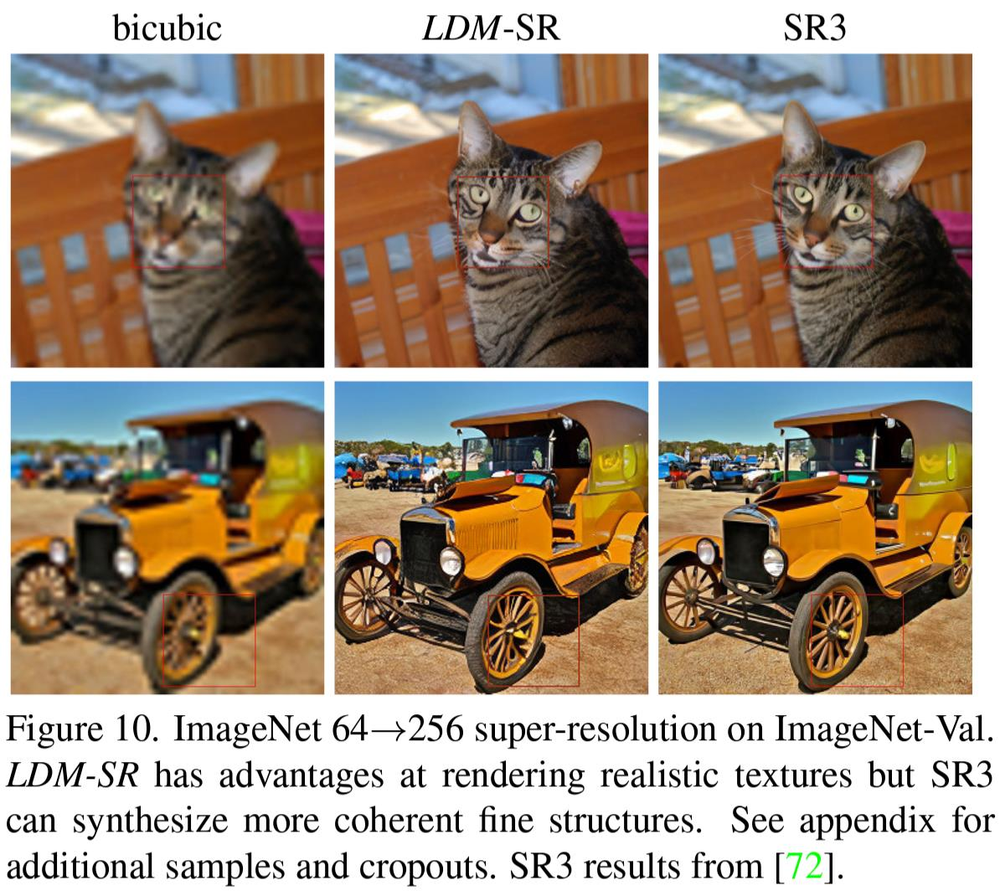 bicubic LDM-SR SR3
Figure 10. ImageNet 64→256 super-resolution on ImageNet-Val.
LDM-SR has advantages at rendering realistic textures but SR3
can synthesize more coherent fine structures. See appendix for
additional samples and cropouts. SR3 results from [72].